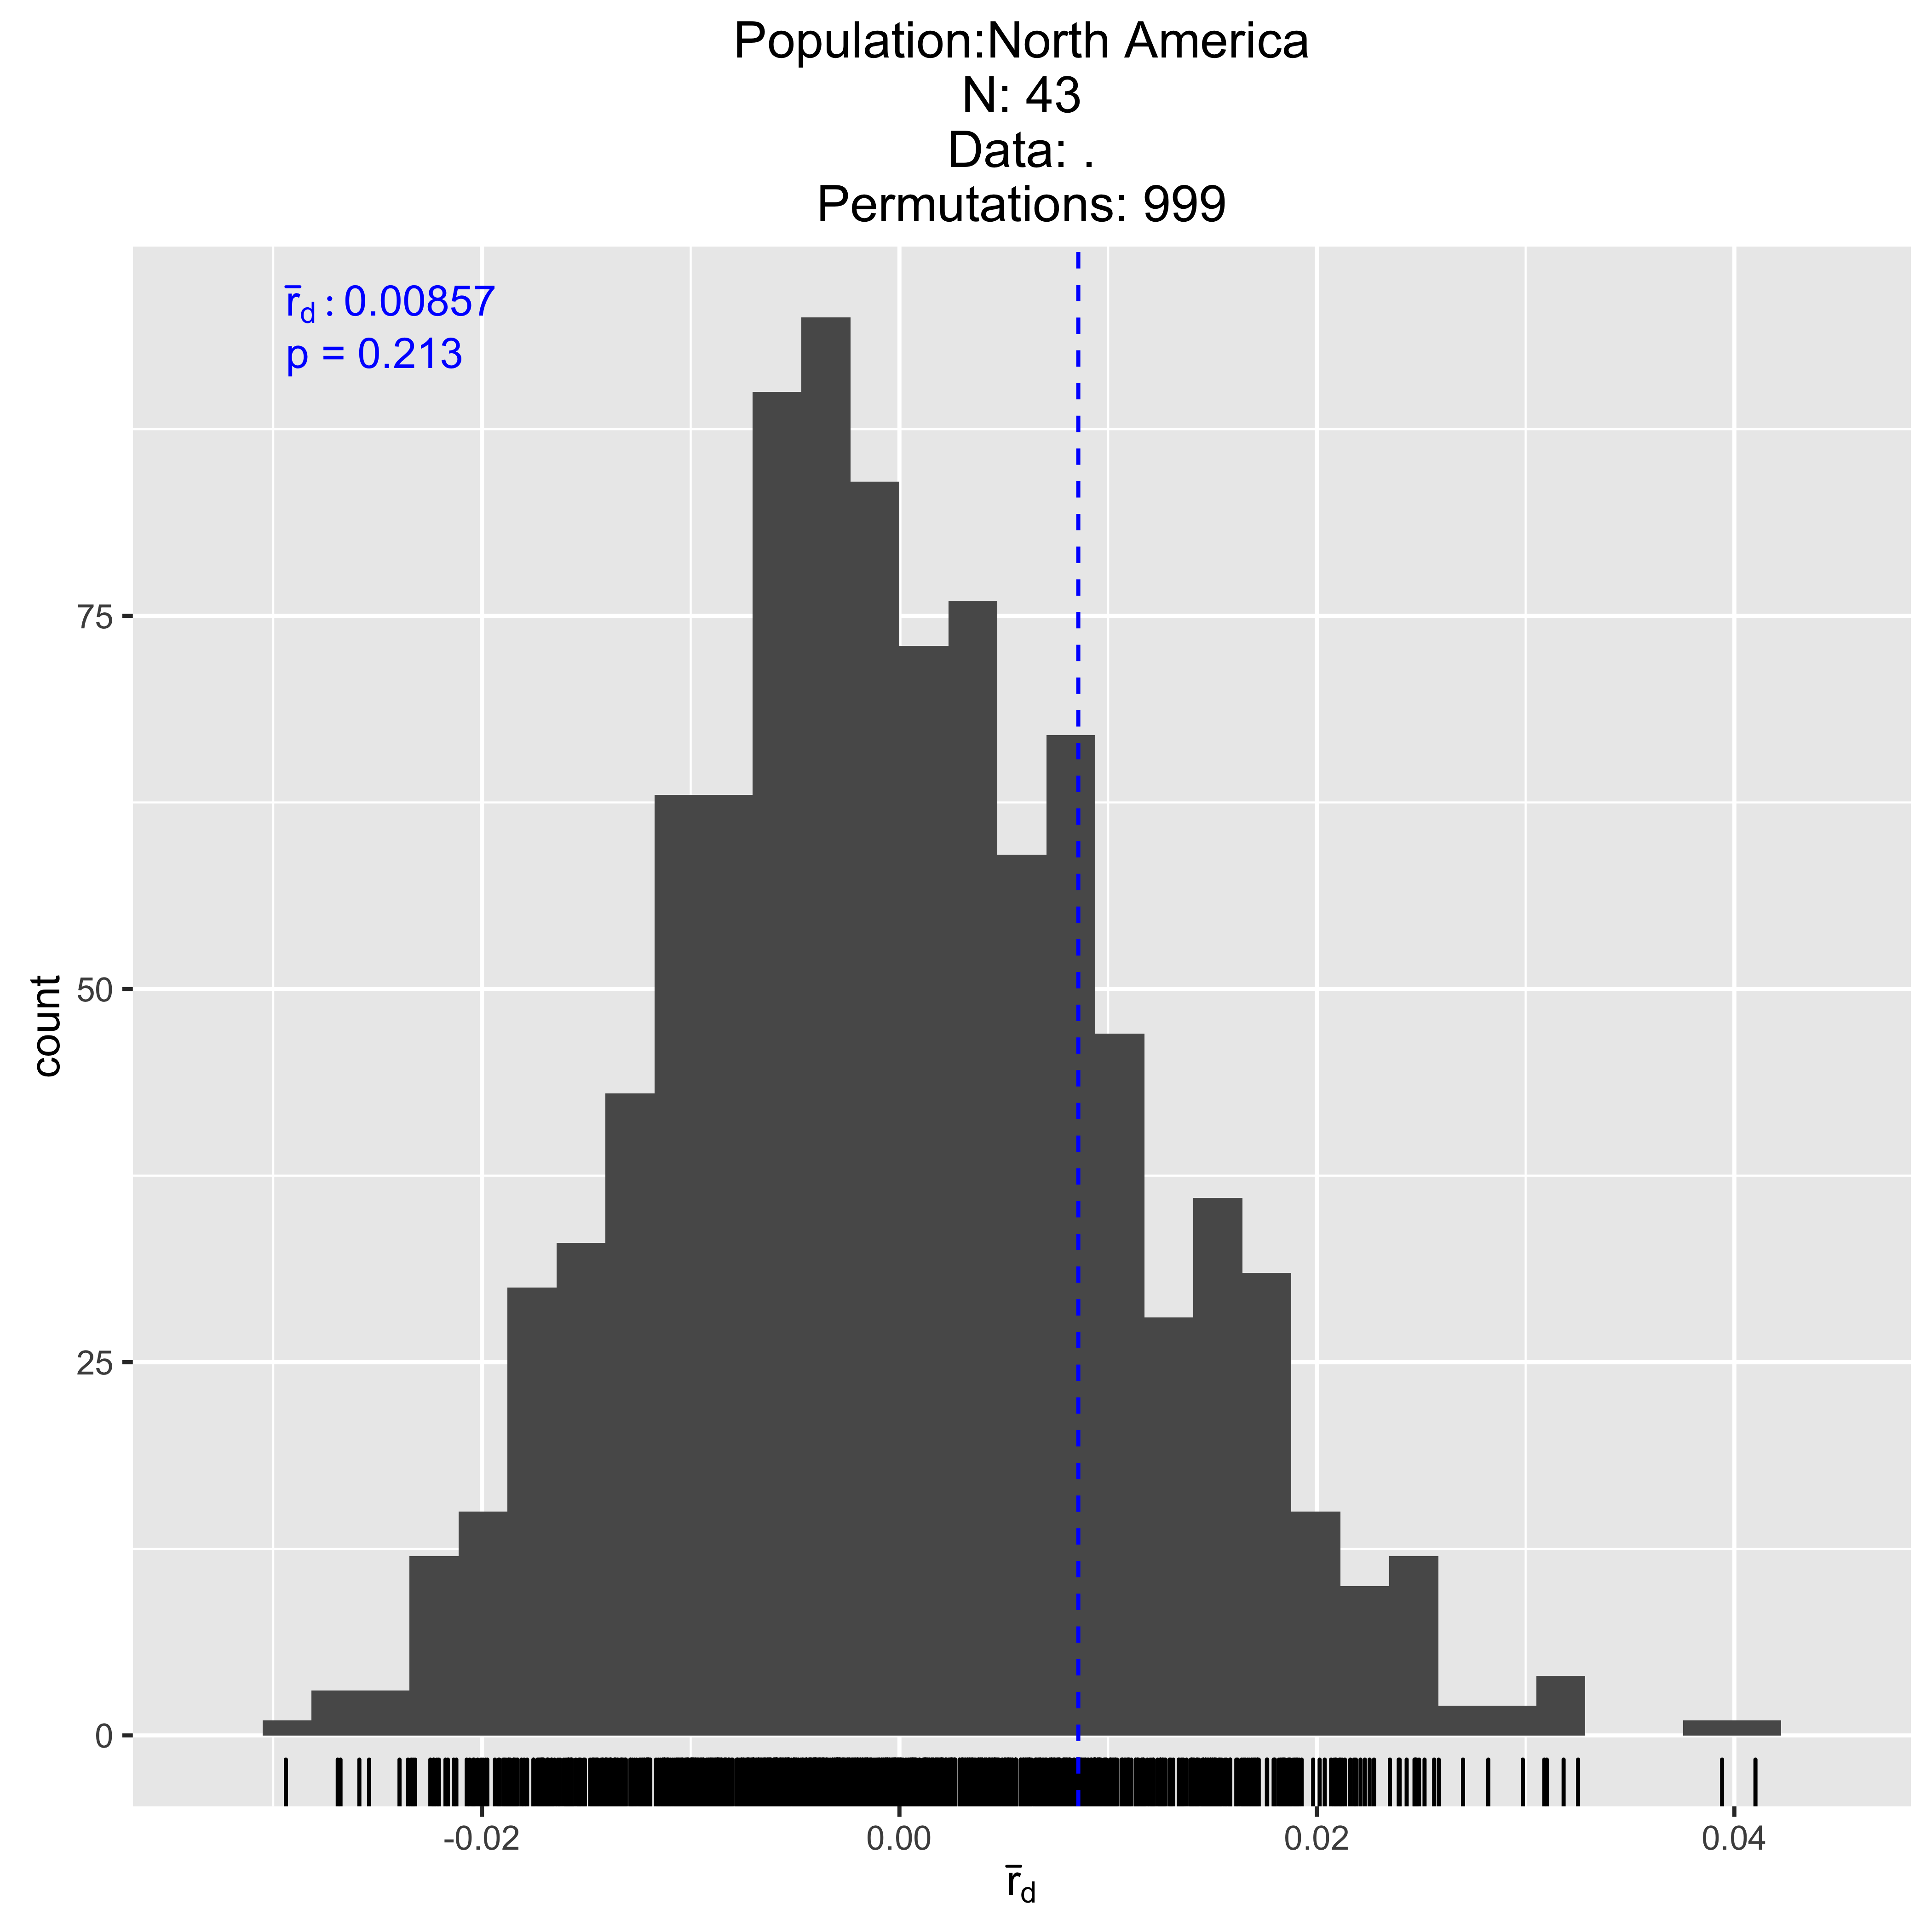 Population:North America
N: 43
Data: .
Permutations: 999
r̅d : 0.00857
p = 0.213
75
50
25
0
count
-0.02 0.00 0.02 0.04
r̅d